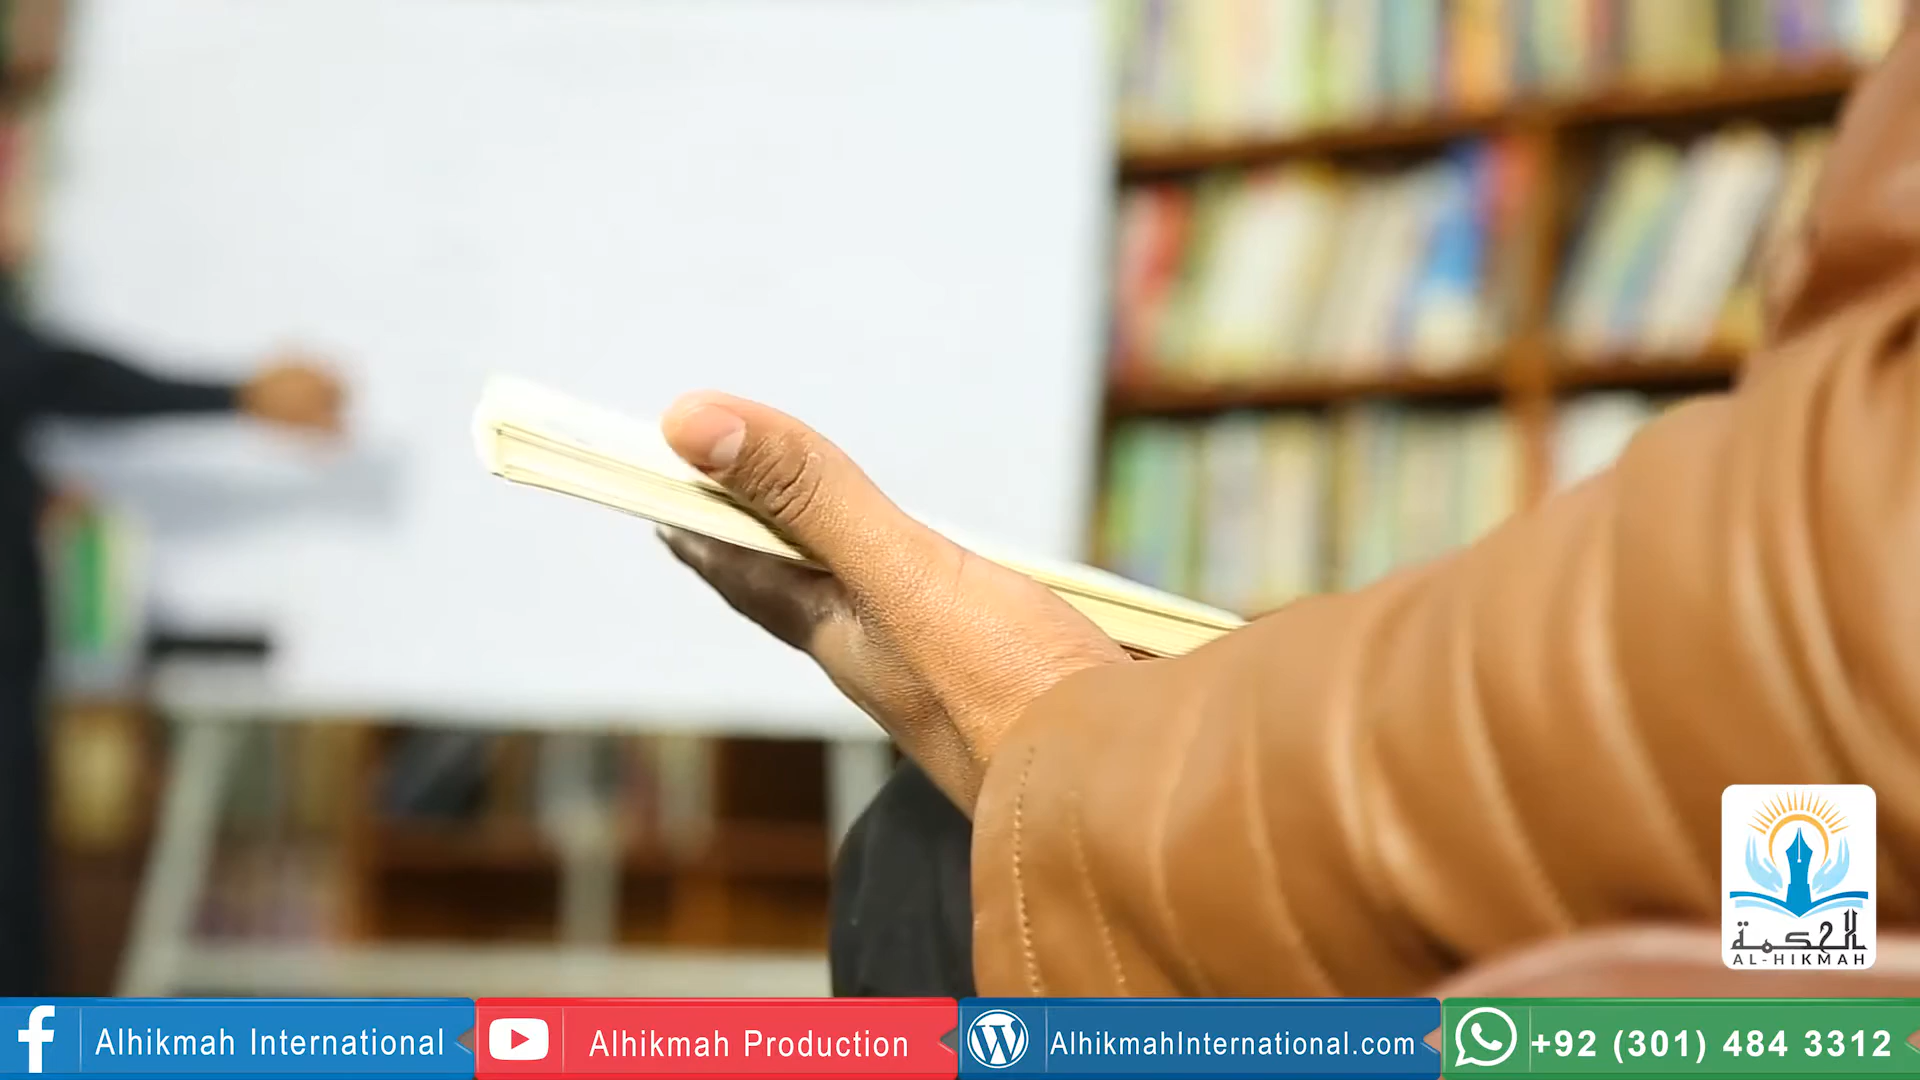 الحكمة
AL-HIKMAH
Alhikmah International
Alhikmah Production
AlhikmahInternational.com
+92 (301) 484 3312